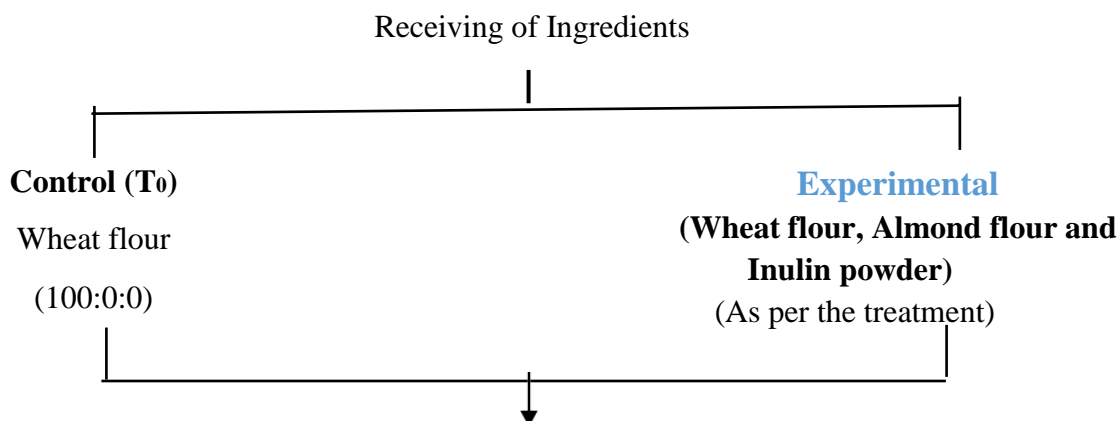 Receiving of Ingredients
Control (T₀)
Wheat flour
(100:0:0)
Experimental
(Wheat flour, Almond flour and
Inulin powder)
(As per the treatment)